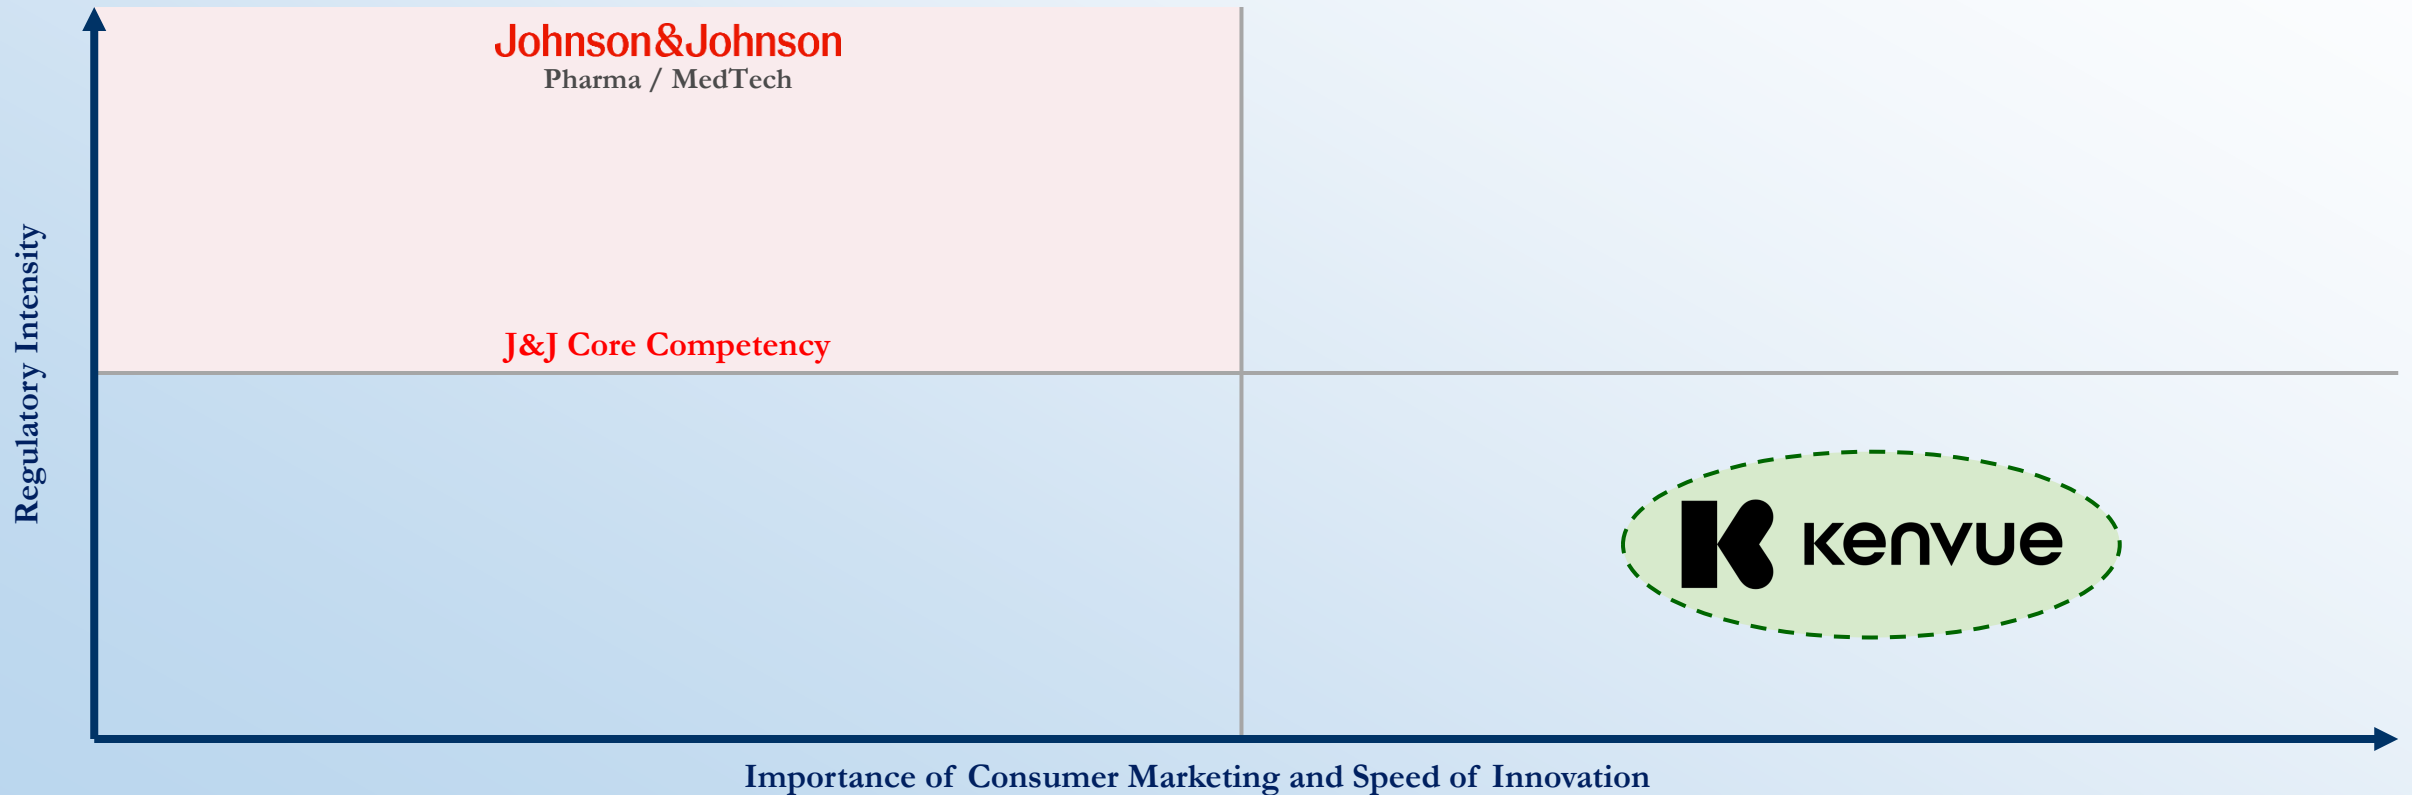 Johnson&Johnson
Pharma / MedTech
J&J Core Competency
Regulatory Intensity
kenvue
Importance of Consumer Marketing and Speed of Innovation